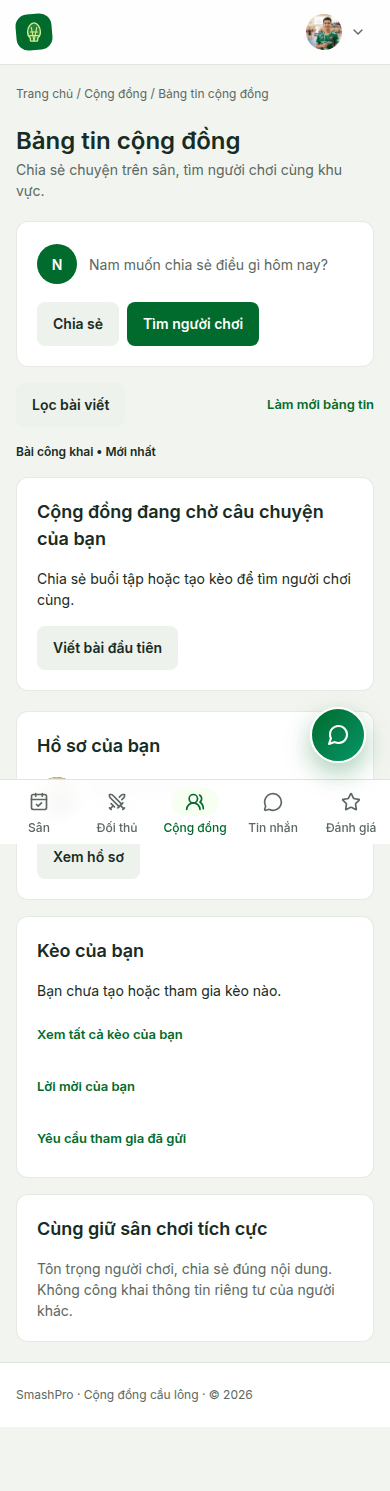 Trang chủ / Cộng đồng / Bảng tin cộng đồng
Bảng tin cộng đồng
Chia sẻ chuyện trên sân, tìm người chơi cùng khu
vực.
N
Nam muốn chia sẻ điều gì hôm nay?
Chia sẻ
Tìm người chơi
Lọc bài viết
Làm mới bảng tin
Bài công khai • Mới nhất
Cộng đồng đang chờ câu chuyện
của bạn
Chia sẻ buổi tập hoặc tạo kèo để tìm người chơi
cùng.
Viết bài đầu tiên
Hồ sơ của bạn
Sân
Đối thủ
Cộng đồng
Tin nhắn
Đánh giá
Xem hồ sơ
Kèo của bạn
Bạn chưa tạo hoặc tham gia kèo nào.
Xem tất cả kèo của bạn
Lời mời của bạn
Yêu cầu tham gia đã gửi
Cùng giữ sân chơi tích cực
Tôn trọng người chơi, chia sẻ đúng nội dung.
Không công khai thông tin riêng tư của người
khác.
SmashPro · Cộng đồng cầu lông · © 2026